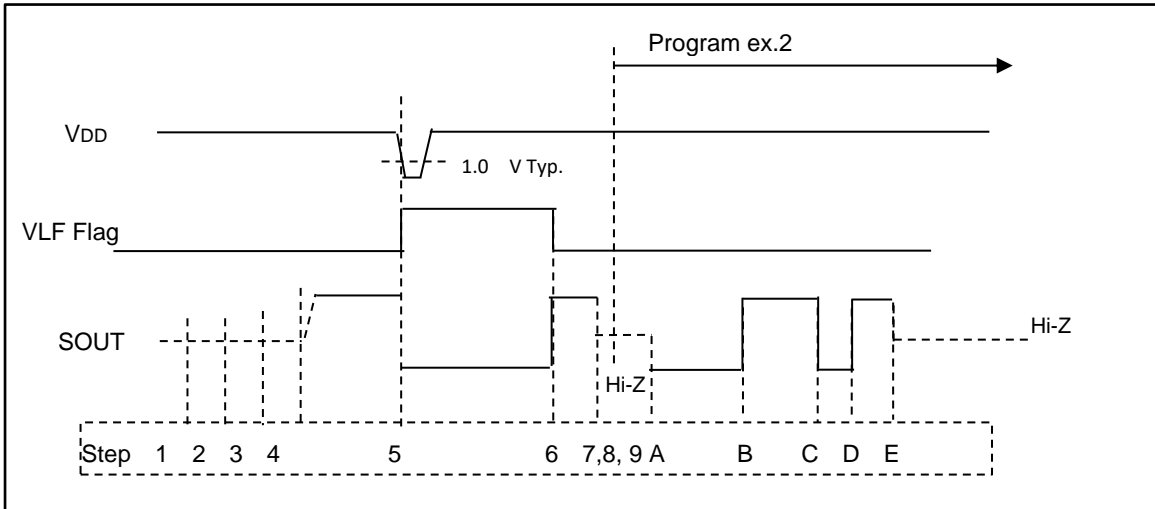 Program ex.2
VDD
1.0 V Typ.
VLF Flag
SOUT
Hi-Z
Hi-Z
Step 1 2 3 4 5 6 7,8, 9 A B C D E